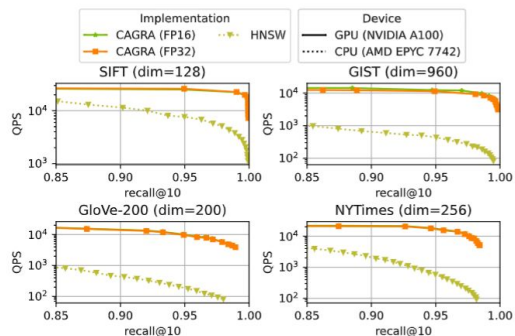 Implementation
CAGRA (FP16)
HNSW
CAGRA (FP32)
Device
GPU (NVIDIA A100)
CPU (AMD EPYC 7742)
SIFT (dim=128)
QPS
10⁴
10³
0.85 0.90 0.95 1.00
recall@10
GIST (dim=960)
QPS
10⁴
10³
10²
0.85 0.90 0.95 1.00
recall@10
GloVe-200 (dim=200)
QPS
10⁴
10³
10²
0.85 0.90 0.95 1.00
recall@10
NYTimes (dim=256)
QPS
10⁴
10³
10²
0.85 0.90 0.95 1.00
recall@10